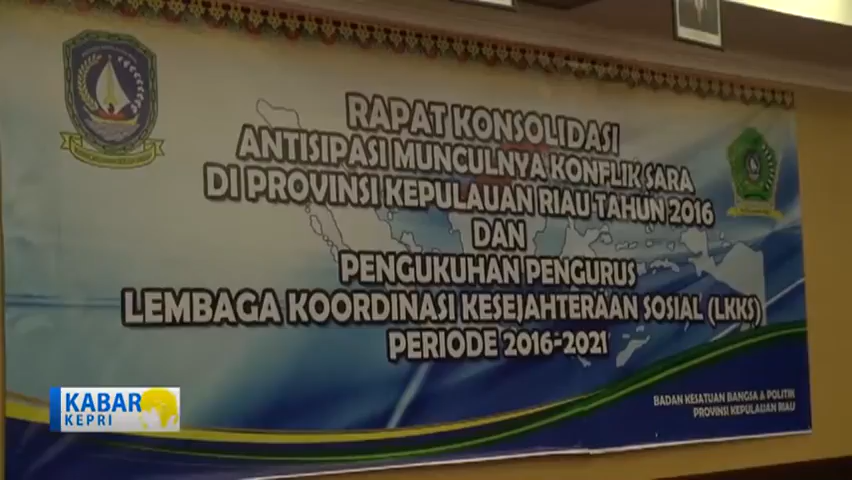 RAPAT KONSOLIDASI
ANTISIPASI MUNCULNYA KONFLIK SARA
DI PROVINSI KEPULAUAN RIAU TAHUN 2016
DAN
PENGUKUHAN PENGURUS
LEMBAGA KOORDINASI KESEJAHTERAAN SOSIAL (LKKS)
PERIODE 2016-2021
BADAN KESATUAN BANGSA & POLITIK
PROVINSI KEPULAUAN RIAU
KABAR
KEPRI